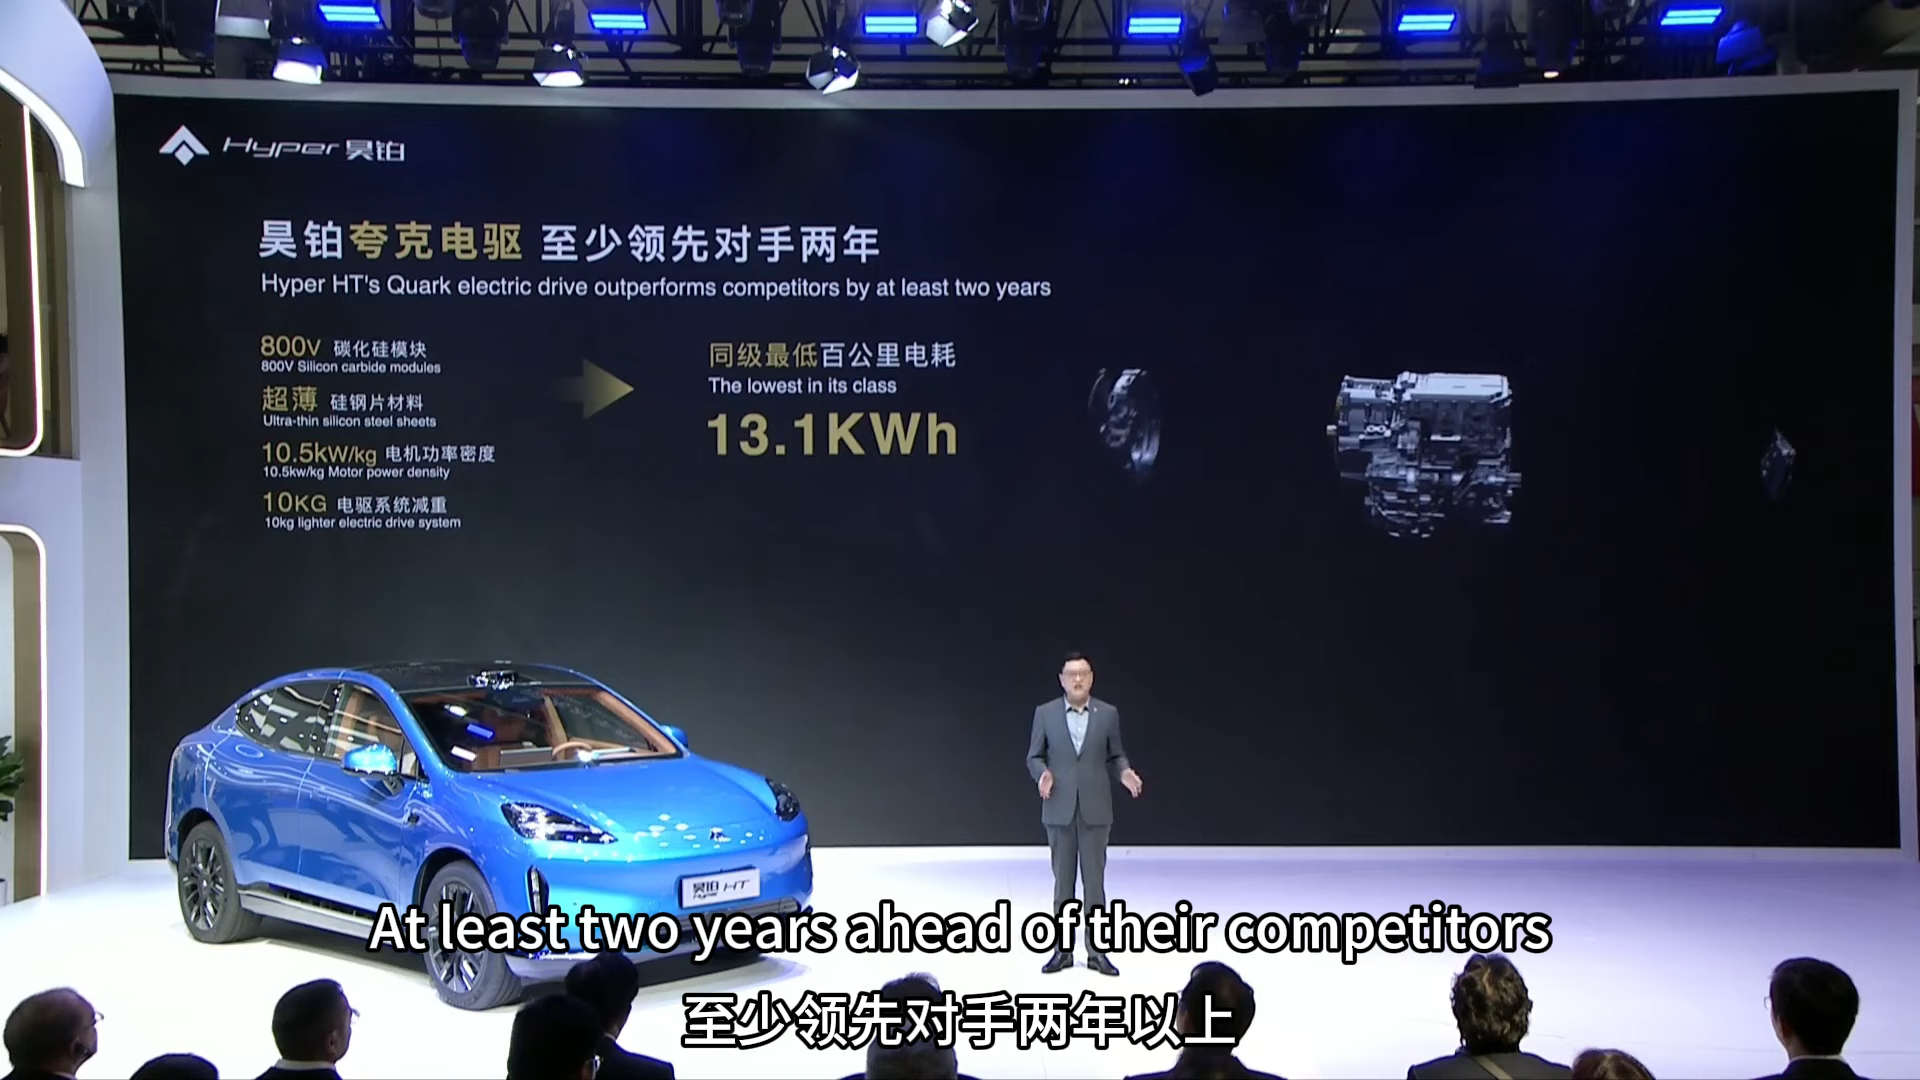 Hyper 昊铂
昊铂夸克电驱 至少领先对手两年
Hyper HT's Quark electric drive outperforms competitors by at least two years
800V 碳化硅模块
800V Silicon carbide modules
超薄 硅钢片材料
Ultra-thin silicon steel sheets
10.5kW/kg 电机功率密度
10.5kw/kg Motor power density
10KG 电驱系统减重
10kg lighter electric drive system
同级最低百公里电耗
The lowest in its class
13.1KWh
昊铂 HT
Hyper
At least two years ahead of their competitors
至少领先对手两年以上